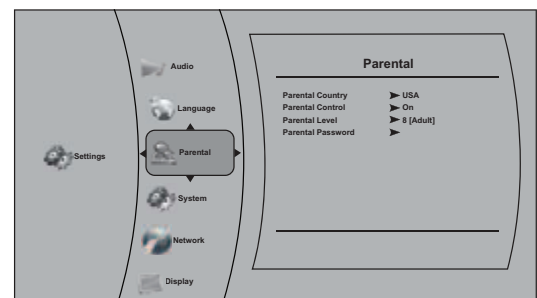 Settings
Audio
Language
Parental
System
Network
Display
Parental
Parental Country ➤ USA
Parental Control ➤ On
Parental Level ➤ 8 [Adult]
Parental Password ➤